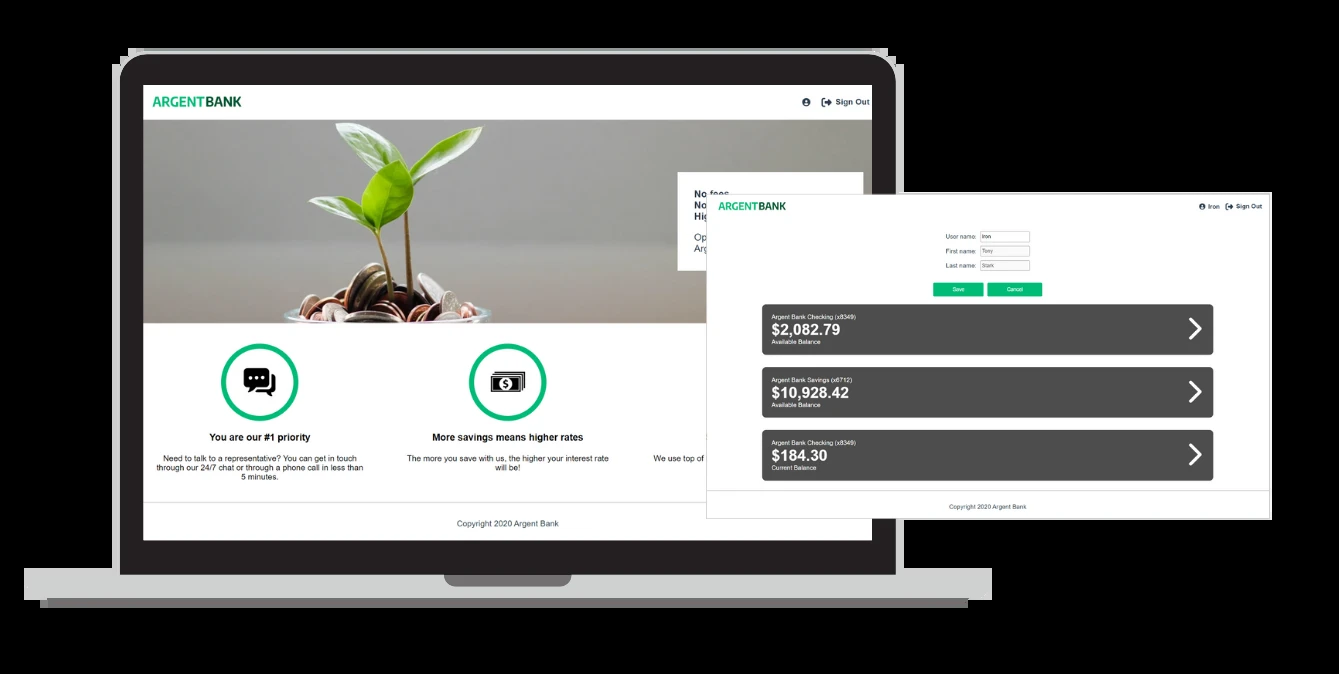 ARGENTBANK
Sign Out
No fees
No
Hig
Op
Arg
You are our #1 priority
Need to talk to a representative? You can get in touch
through our 24/7 chat or through a phone call in less than
5 minutes.
More savings means higher rates
The more you save with us, the higher your interest rate
will be!
We use top of
Copyright 2020 Argent Bank
ARGENTBANK
Iron Sign Out
User name: Iron
First name: Tony
Last name: Stark
Save Cancel
Argent Bank Checking (x8349)
$2,082.79
Available Balance
Argent Bank Savings (x6712)
$10,928.42
Available Balance
Argent Bank Checking (x8349)
$184.30
Current Balance
Copyright 2020 Argent Bank